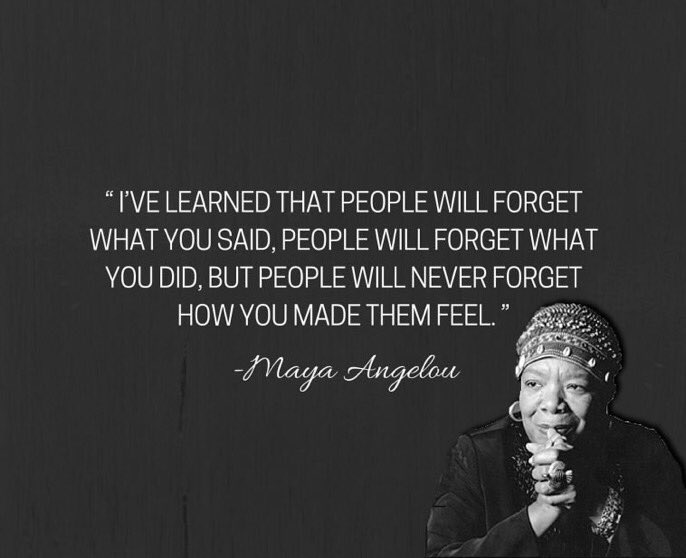 “ I’VE LEARNED THAT PEOPLE WILL FORGET
WHAT YOU SAID, PEOPLE WILL FORGET WHAT
YOU DID, BUT PEOPLE WILL NEVER FORGET
HOW YOU MADE THEM FEEL. ”
-Maya Angelou